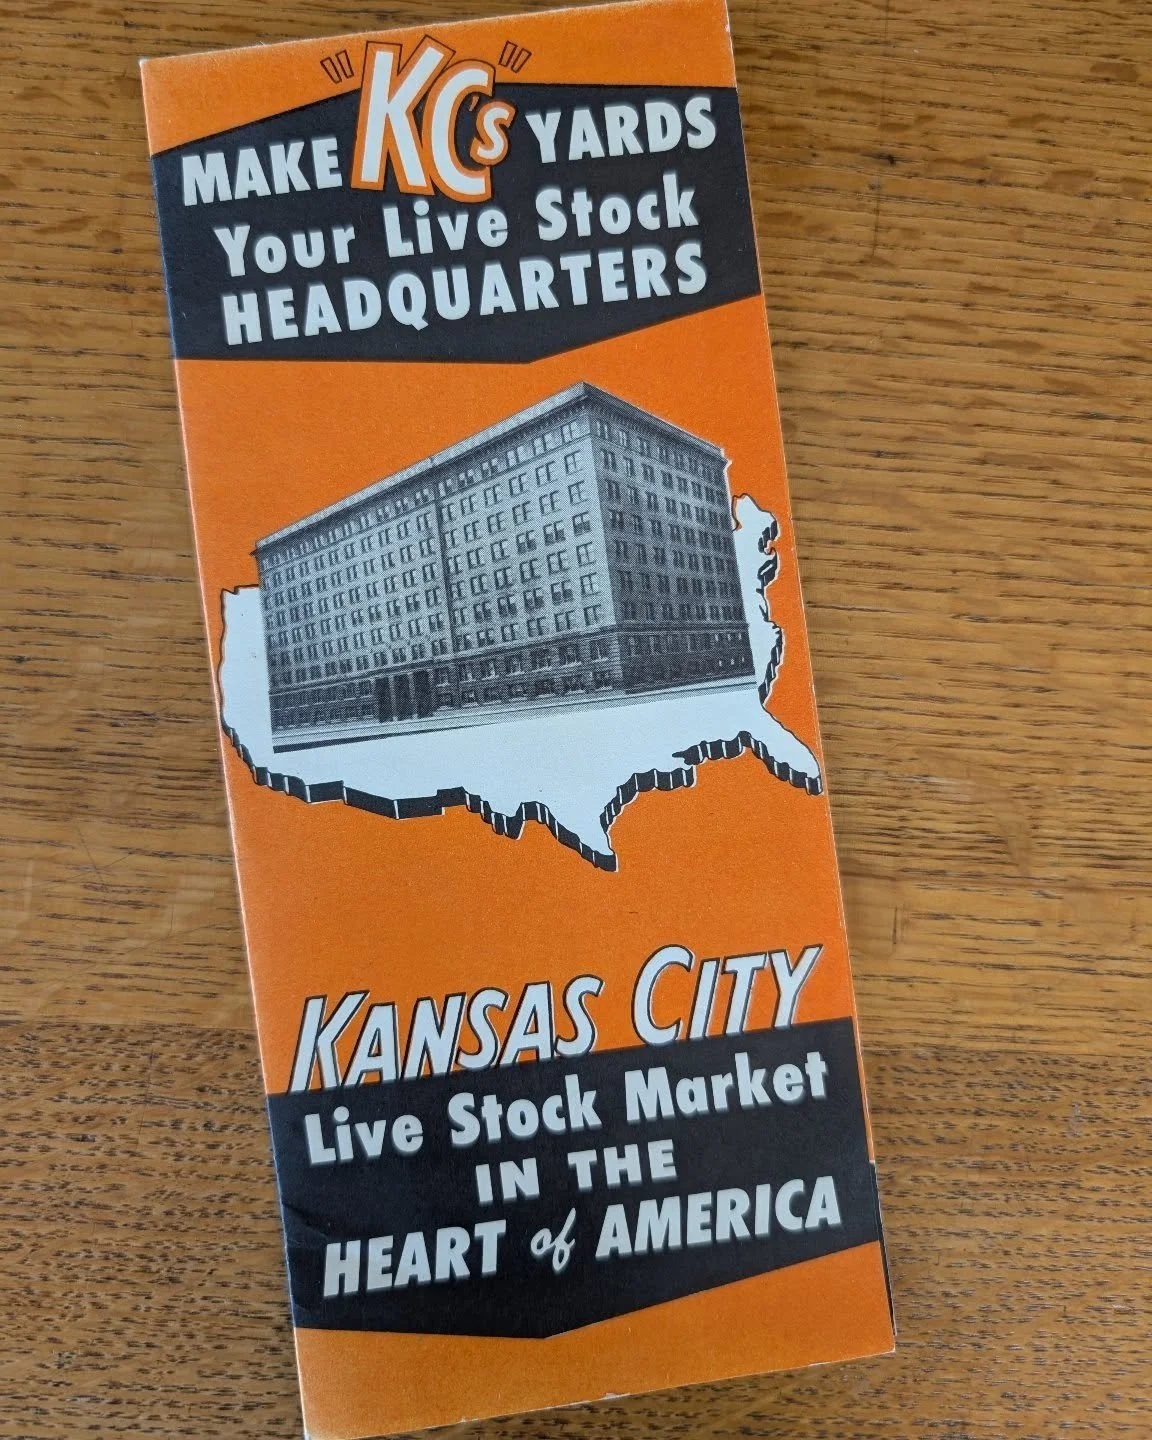 MAKE "KC's" YARDS
Your Live Stock
HEADQUARTERS
KANSAS CITY
Live Stock Market
IN THE
HEART of AMERICA